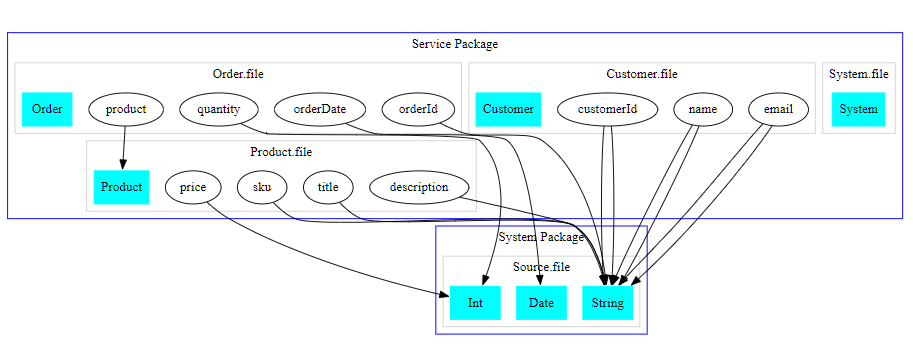 Service Package
Order.file
Customer.file
System.file
Order
product
quantity
orderDate
orderId
Customer
customerId
name
email
System
Product.file
Product
price
sku
title
description
System Package
Source.file
Int
Date
String